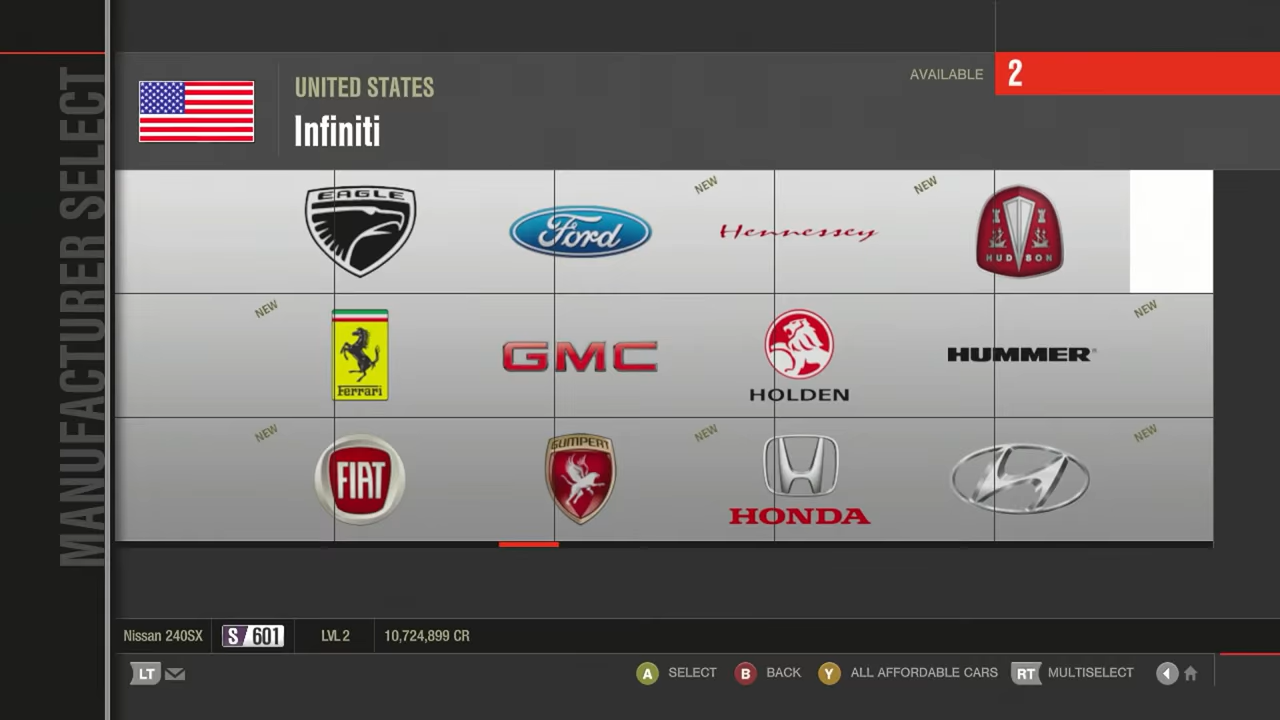 MANUFACTURER SELECT
UNITED STATES
Infiniti
AVAILABLE
2
EAGLE
Ford
NEW
Hennessey
NEW
HUDSON
NEW
Ferrari
GMC
HOLDEN
HUMMER
NEW
NEW
FIAT
GUMPERT
NEW
HONDA
NEW
Nissan 240SX
S 601
LVL 2
10,724,899 CR
LT
A SELECT
B BACK
Y ALL AFFORDABLE CARS
RT MULTISELECT